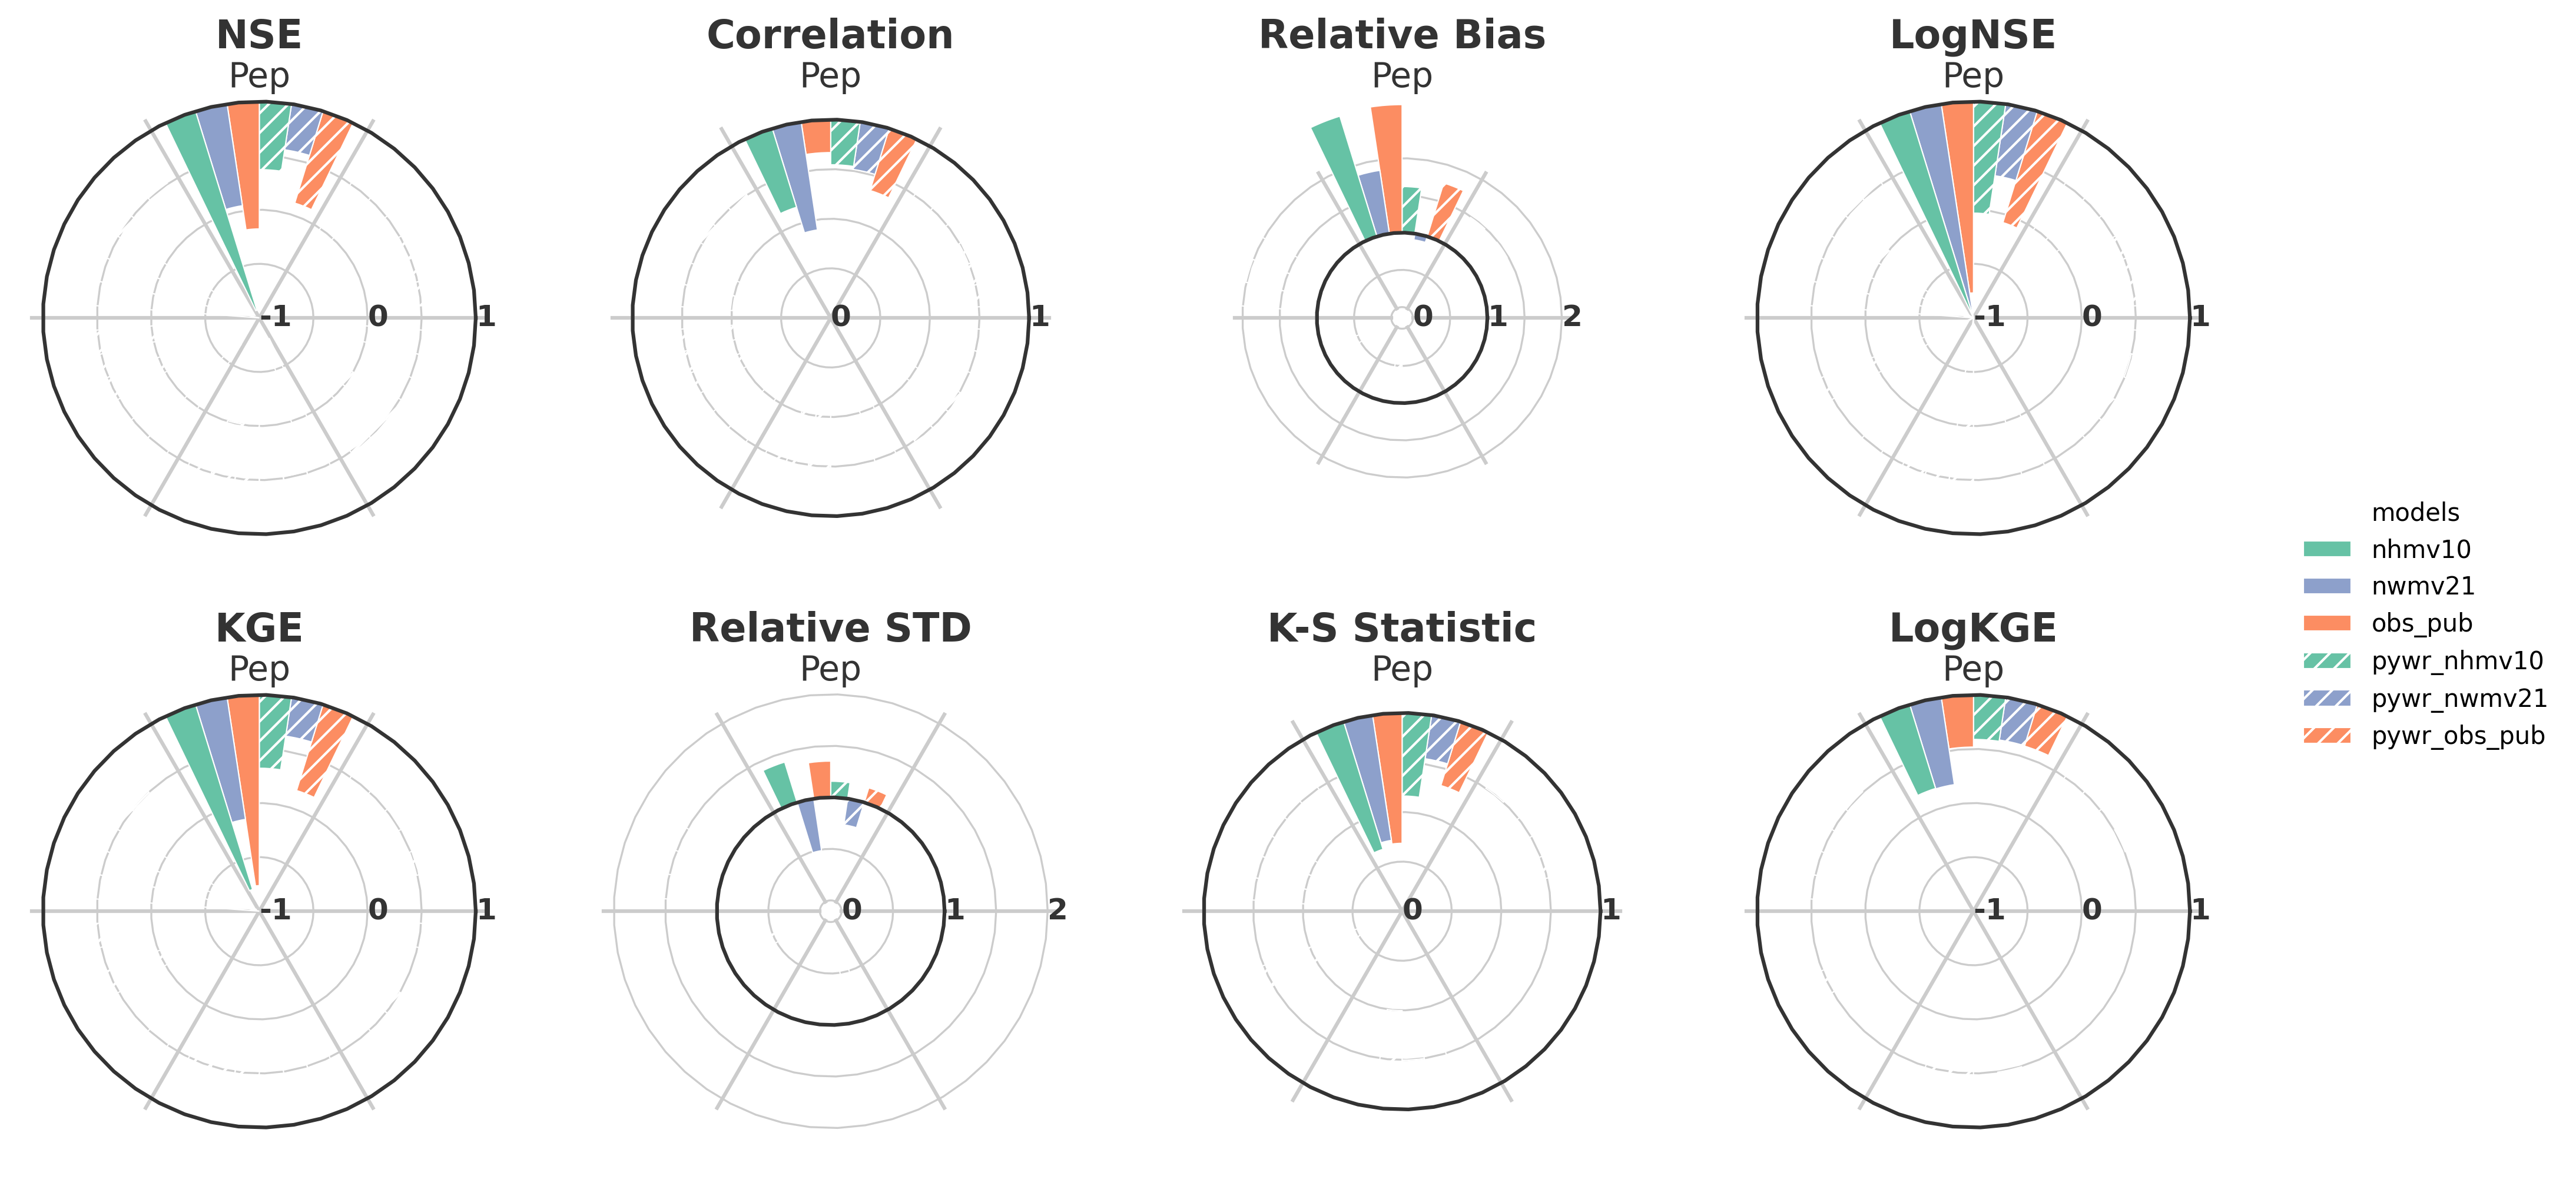 NSE
Pep
-1
0
1
Correlation
Pep
0
1
Relative Bias
Pep
0
1
2
LogNSE
Pep
-1
0
1
KGE
Pep
-1
0
1
Relative STD
Pep
0
1
2
K-S Statistic
Pep
0
1
LogKGE
Pep
-1
0
1
models
nhmv10
nwmv21
obs_pub
pywr_nhmv10
pywr_nwmv21
pywr_obs_pub